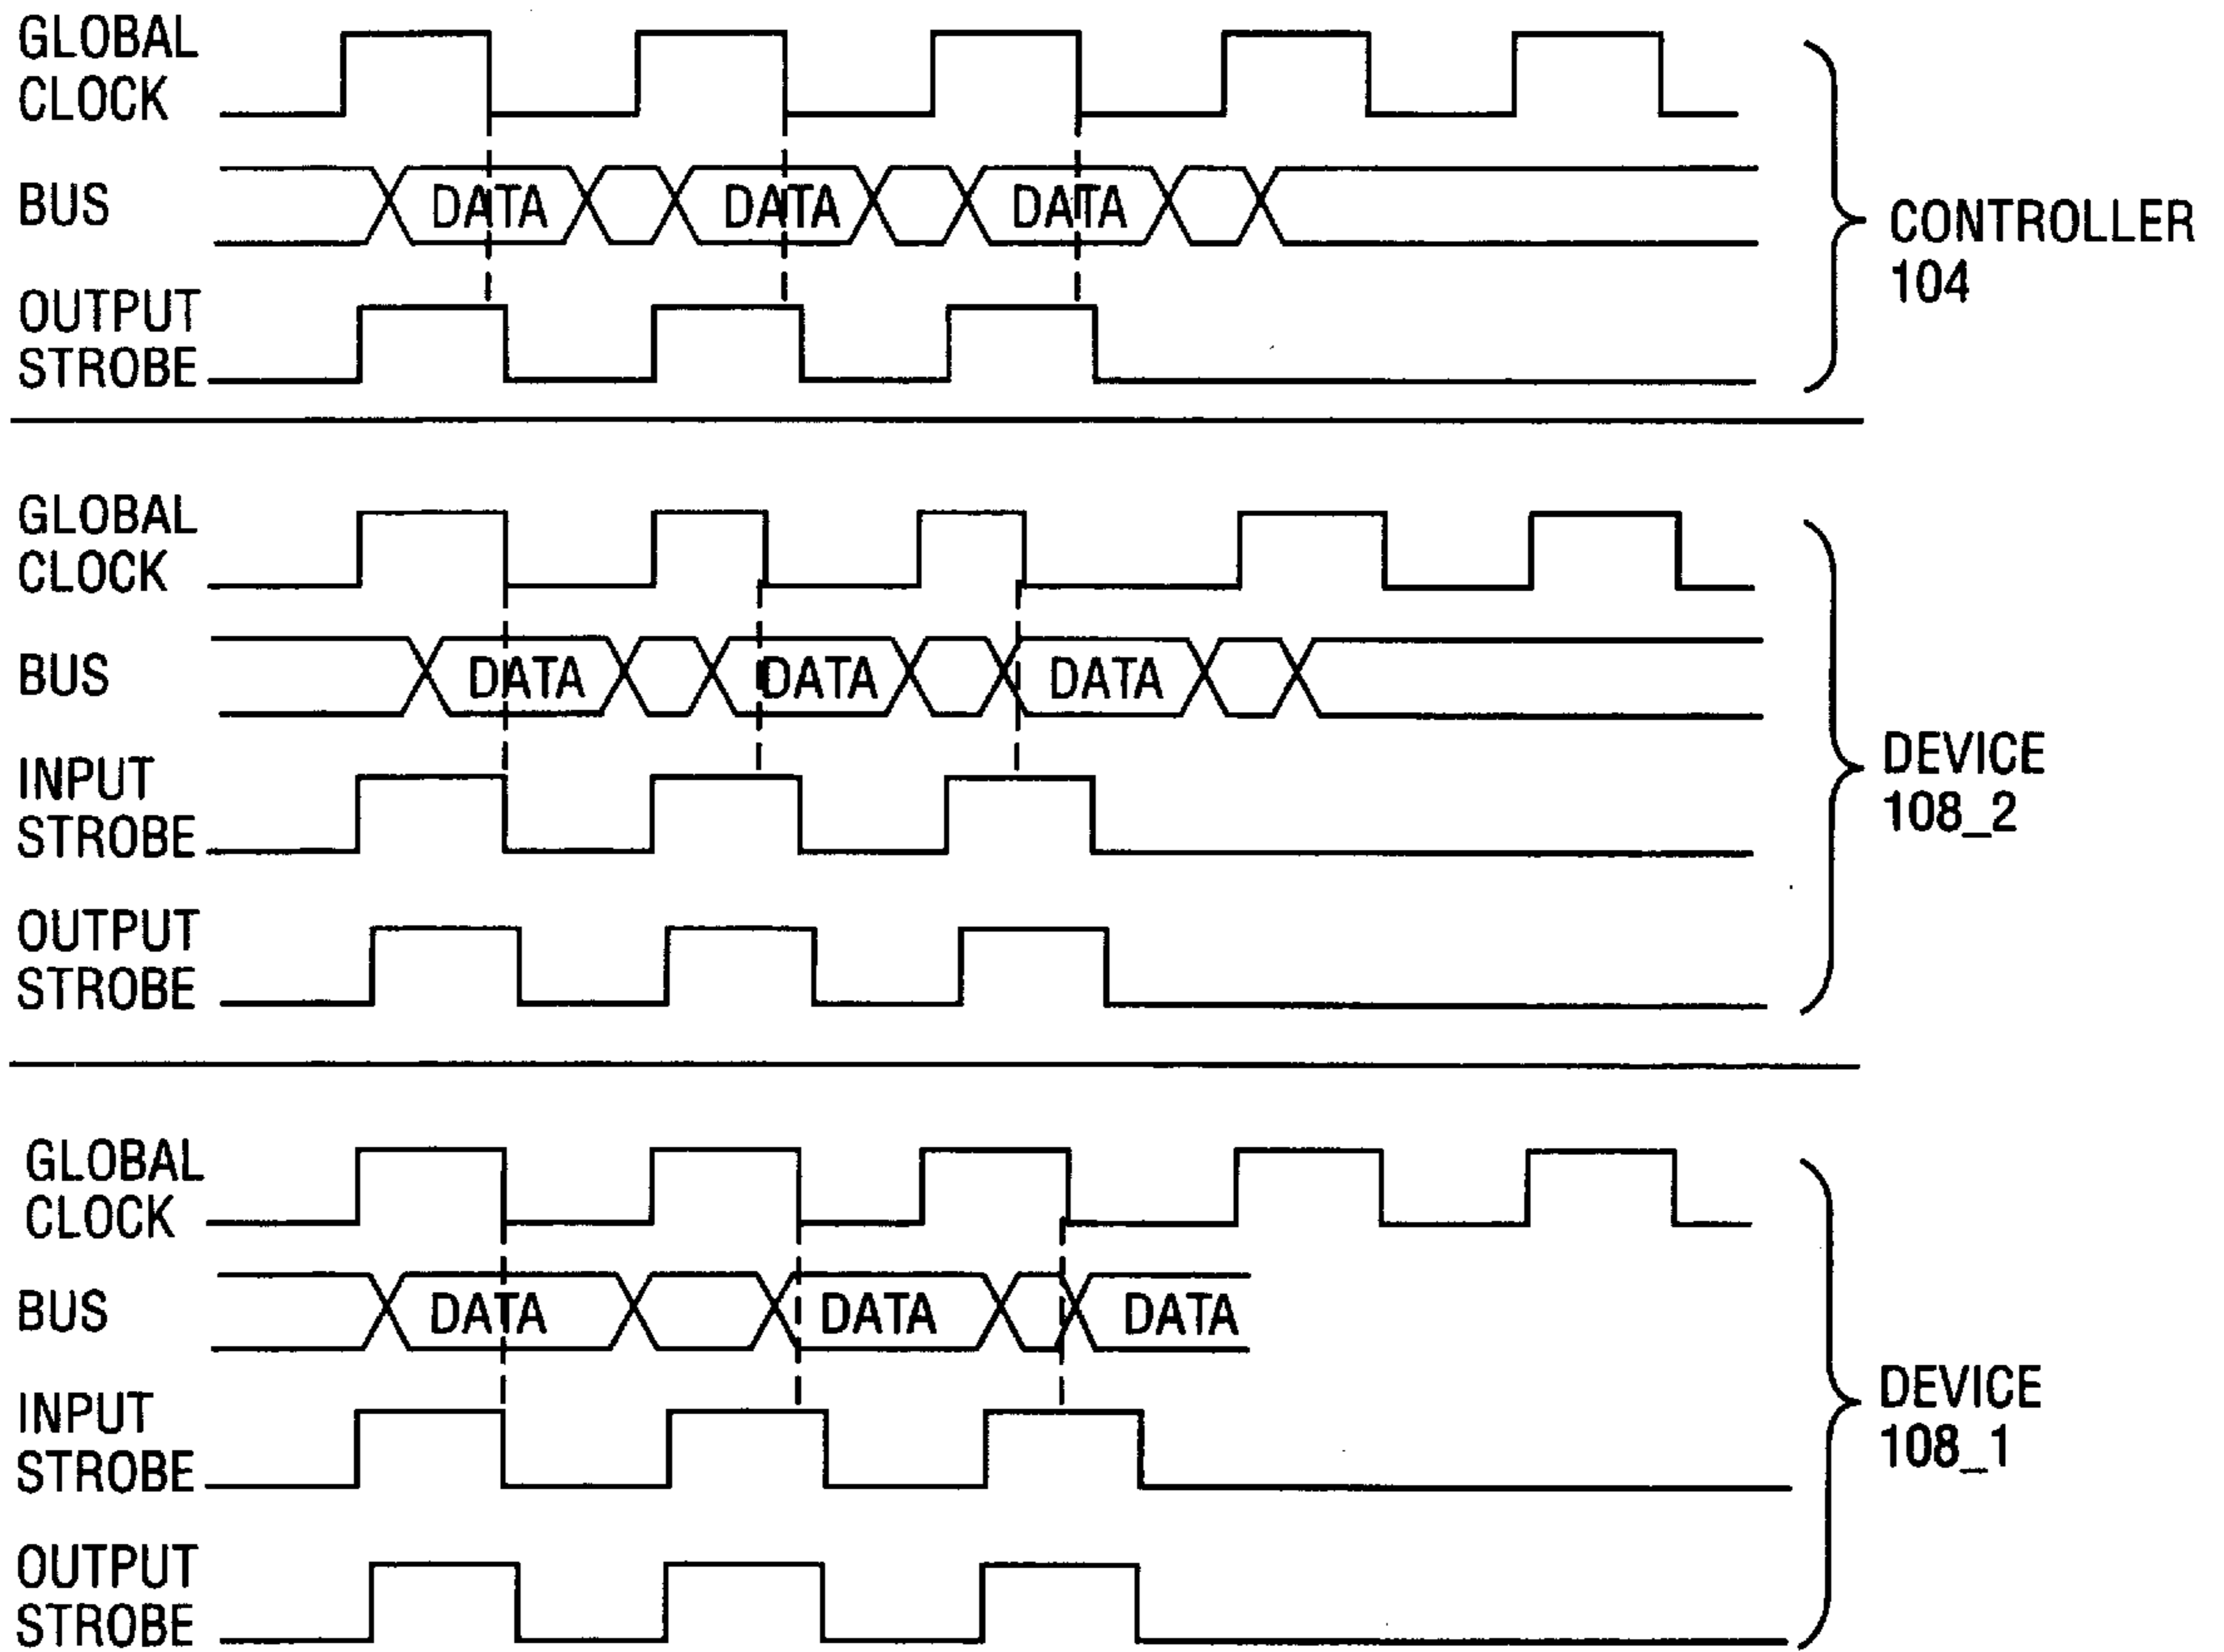 GLOBAL
CLOCK
BUS
DATA DATA DATA
OUTPUT
STROBE
CONTROLLER
104
GLOBAL
CLOCK
BUS
DATA DATA DATA
INPUT
STROBE
OUTPUT
STROBE
DEVICE
108_2
GLOBAL
CLOCK
BUS
DATA DATA DATA
INPUT
STROBE
OUTPUT
STROBE
DEVICE
108_1